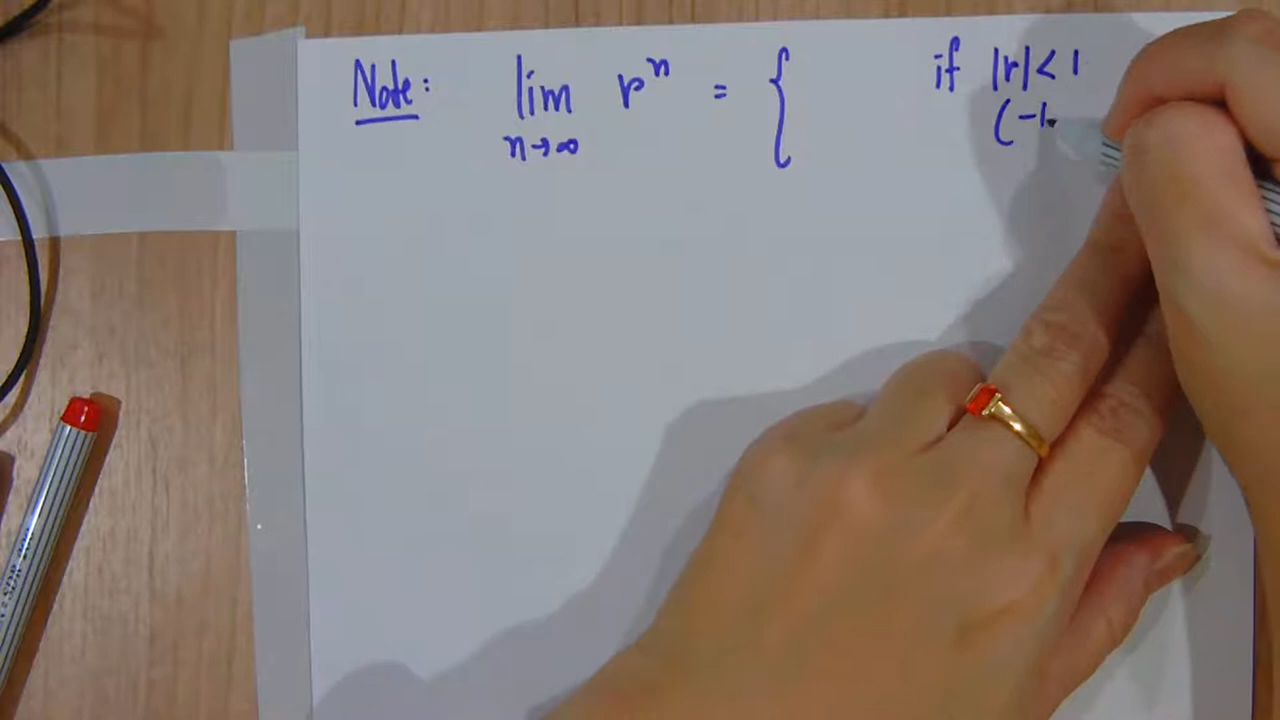 Note: lim r^n = { if |r| < 1
n→∞ (-1